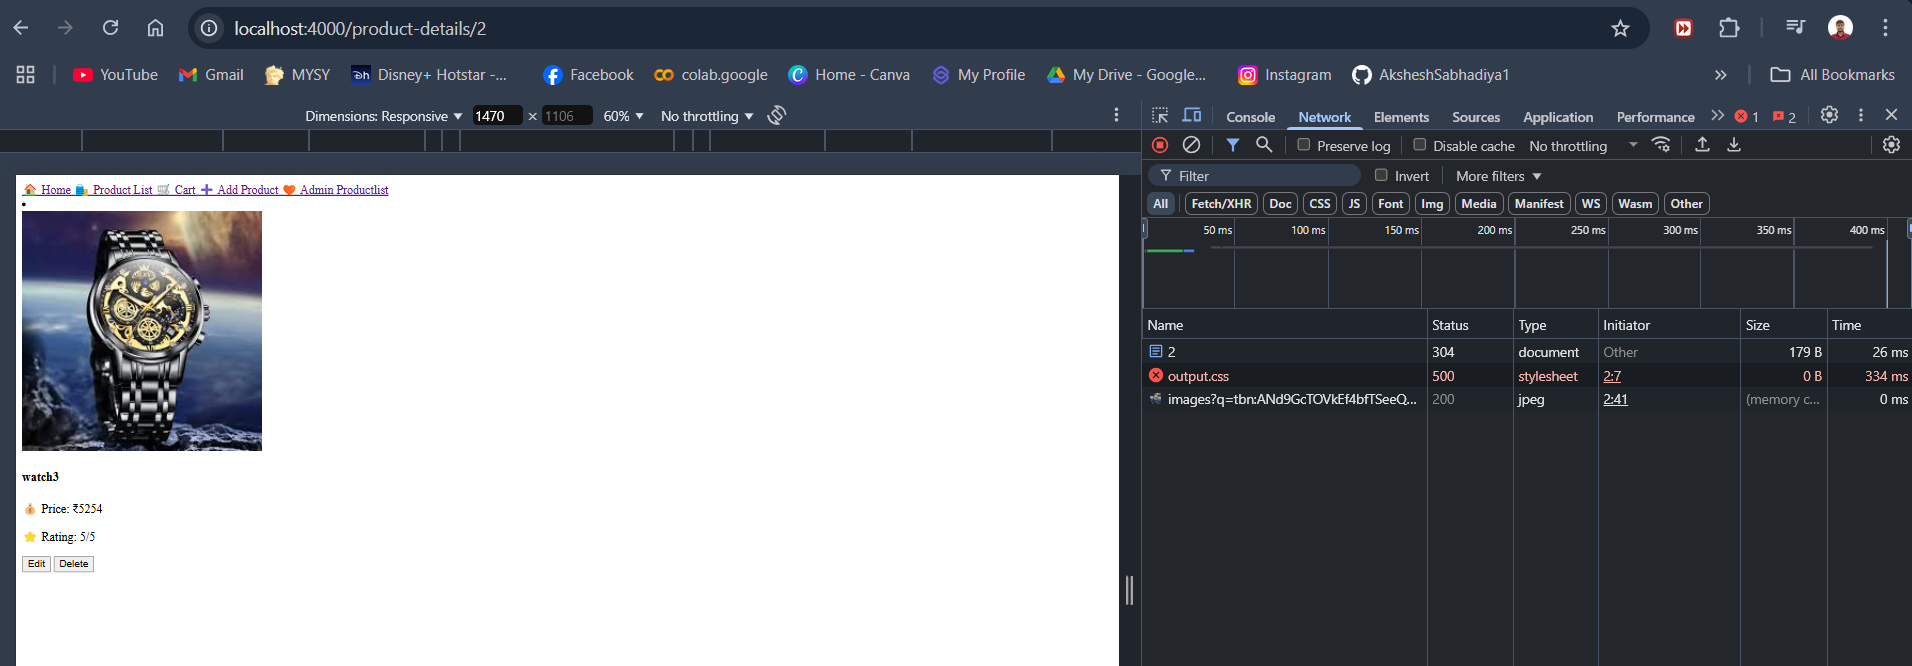 localhost:4000/product-details/2
YouTube Gmail MYSY Disney+ Hotstar -... Facebook colab.google Home - Canva My Profile My Drive - Google... Instagram AksheshSabhadiya1 » All Bookmarks
Dimensions: Responsive 1470 × 1106 60% No throttling
Console Network Elements Sources Application Performance » 1 2
Preserve log Disable cache No throttling
Filter Invert More filters
All Fetch/XHR Doc CSS JS Font Img Media Manifest WS Wasm Other
50 ms 100 ms 150 ms 200 ms 250 ms 300 ms 350 ms 400 ms
Name Status Type Initiator Size Time
2 304 document Other 179 B 26 ms
output.css 500 stylesheet 2:7 0 B 334 ms
images?q=tbn:ANd9GcTOVkEf4bfTSeeQ... 200 jpeg 2:41 (memory c... 0 ms
🏠 Home 🛍️ Product List 🛒 Cart ➕ Add Product 🧡 Admin Productlist
watch3
💰 Price: ₹5254
⭐ Rating: 5/5
Edit Delete